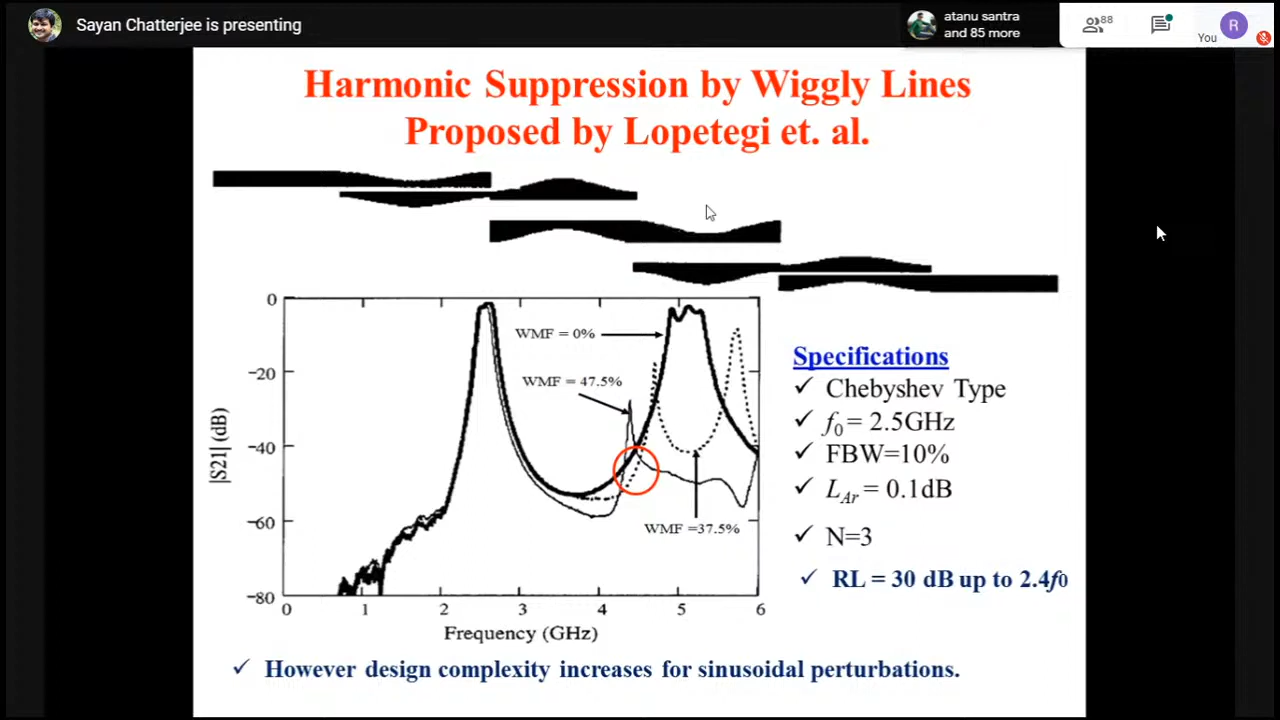 Sayan Chatterjee is presenting
atanu santra
and 85 more
88
You
R
Harmonic Suppression by Wiggly Lines
Proposed by Lopetegi et. al.
0
−20
−40
−60
−80
|S21| (dB)
WMF = 0%
WMF = 47.5%
WMF =37.5%
0 1 2 3 4 5 6
Frequency (GHz)
Specifications
✓ Chebyshev Type
✓ f0 = 2.5GHz
✓ FBW=10%
✓ LAr = 0.1dB
✓ N=3
✓ RL = 30 dB up to 2.4f0
✓ However design complexity increases for sinusoidal perturbations.